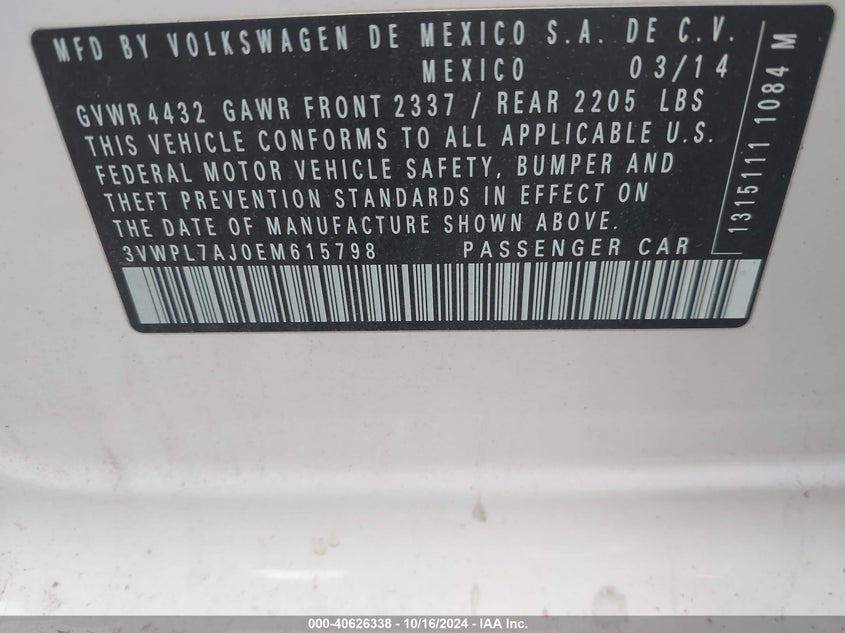 MFD BY VOLKSWAGEN DE MEXICO S.A. DE C.V.
MEXICO 03/14
GVWR 4432 GAWR FRONT 2337 / REAR 2205 LBS
THIS VEHICLE CONFORMS TO ALL APPLICABLE U.S.
FEDERAL MOTOR VEHICLE SAFETY, BUMPER AND
THEFT PREVENTION STANDARDS IN EFFECT ON
THE DATE OF MANUFACTURE SHOWN ABOVE.
3VWPL7AJ0EM615798 PASSENGER CAR
1315111 1084 M
000-40626338 - 10/16/2024 - IAA Inc.